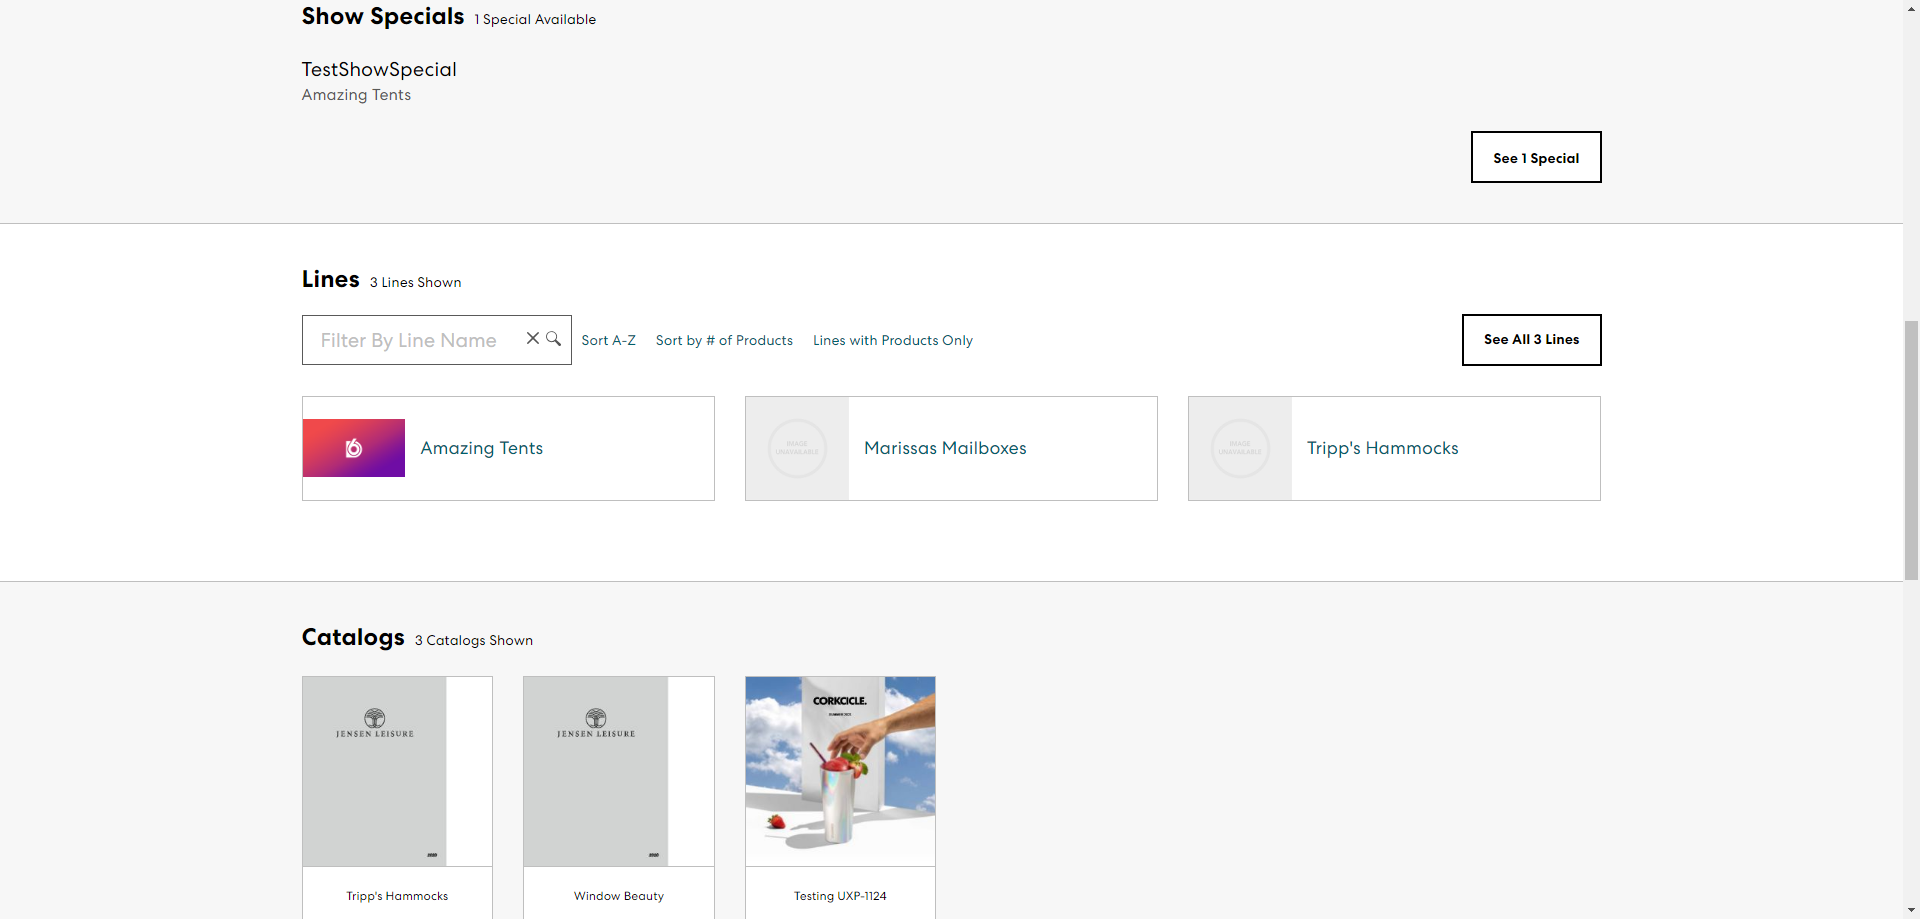 Show Specials 1 Special Available
TestShowSpecial
Amazing Tents
See 1 Special
Lines 3 Lines Shown
Filter By Line Name
Sort A-Z Sort by # of Products Lines with Products Only
See All 3 Lines
Amazing Tents
IMAGE
UNAVAILABLE
Marissas Mailboxes
IMAGE
UNAVAILABLE
Tripp's Hammocks
Catalogs 3 Catalogs Shown
JENSEN LEISURE
Tripp's Hammocks
JENSEN LEISURE
Window Beauty
CORKCICLE.
Testing UXP-1124